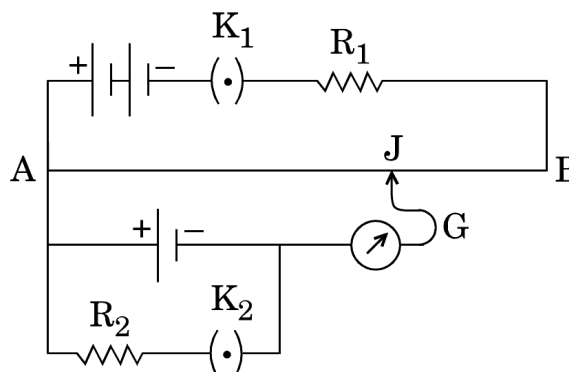 K₁
R₁
+ −
A
J
B
+ −
G
K₂
R₂